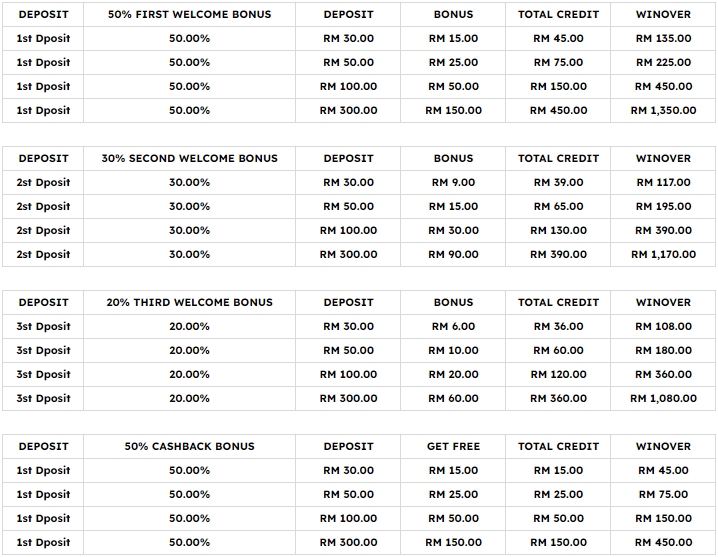 DEPOSIT 50% FIRST WELCOME BONUS DEPOSIT BONUS TOTAL CREDIT WINOVER
1st Dposit 50.00% RM 30.00 RM 15.00 RM 45.00 RM 135.00
1st Dposit 50.00% RM 50.00 RM 25.00 RM 75.00 RM 225.00
1st Dposit 50.00% RM 100.00 RM 50.00 RM 150.00 RM 450.00
1st Dposit 50.00% RM 300.00 RM 150.00 RM 450.00 RM 1,350.00
DEPOSIT 30% SECOND WELCOME BONUS DEPOSIT BONUS TOTAL CREDIT WINOVER
2st Dposit 30.00% RM 30.00 RM 9.00 RM 39.00 RM 117.00
2st Dposit 30.00% RM 50.00 RM 15.00 RM 65.00 RM 195.00
2st Dposit 30.00% RM 100.00 RM 30.00 RM 130.00 RM 390.00
2st Dposit 30.00% RM 300.00 RM 90.00 RM 390.00 RM 1,170.00
DEPOSIT 20% THIRD WELCOME BONUS DEPOSIT BONUS TOTAL CREDIT WINOVER
3st Dposit 20.00% RM 30.00 RM 6.00 RM 36.00 RM 108.00
3st Dposit 20.00% RM 50.00 RM 10.00 RM 60.00 RM 180.00
3st Dposit 20.00% RM 100.00 RM 20.00 RM 120.00 RM 360.00
3st Dposit 20.00% RM 300.00 RM 60.00 RM 360.00 RM 1,080.00
DEPOSIT 50% CASHBACK BONUS DEPOSIT GET FREE TOTAL CREDIT WINOVER
1st Dposit 50.00% RM 30.00 RM 15.00 RM 15.00 RM 45.00
1st Dposit 50.00% RM 50.00 RM 25.00 RM 25.00 RM 75.00
1st Dposit 50.00% RM 100.00 RM 50.00 RM 50.00 RM 150.00
1st Dposit 50.00% RM 300.00 RM 150.00 RM 150.00 RM 450.00